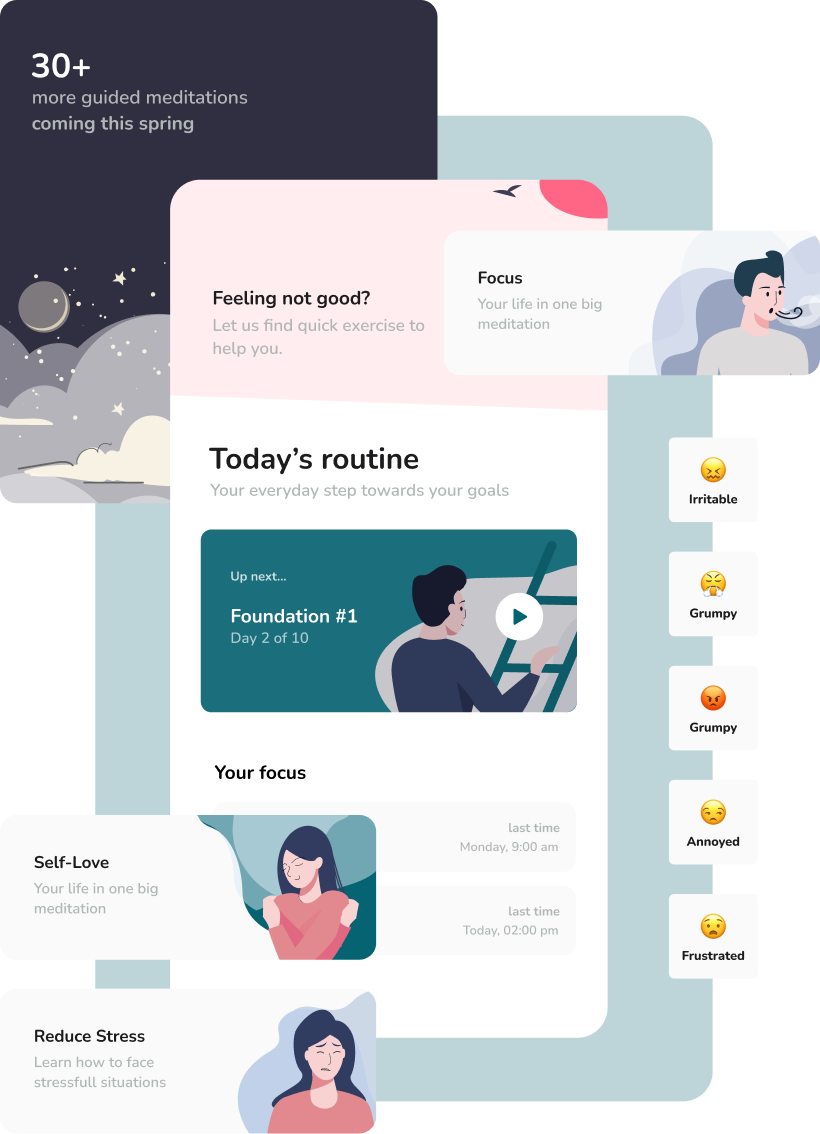 30+
more guided meditations
coming this spring
Feeling not good?
Let us find quick exercise to
help you.
Focus
Your life in one big
meditation
Today’s routine
Your everyday step towards your goals
Up next...
Foundation #1
Day 2 of 10
Irritable
Grumpy
Grumpy
Annoyed
Frustrated
Your focus
last time
Monday, 9:00 am
last time
Today, 02:00 pm
Self-Love
Your life in one big
meditation
Reduce Stress
Learn how to face
stressfull situations